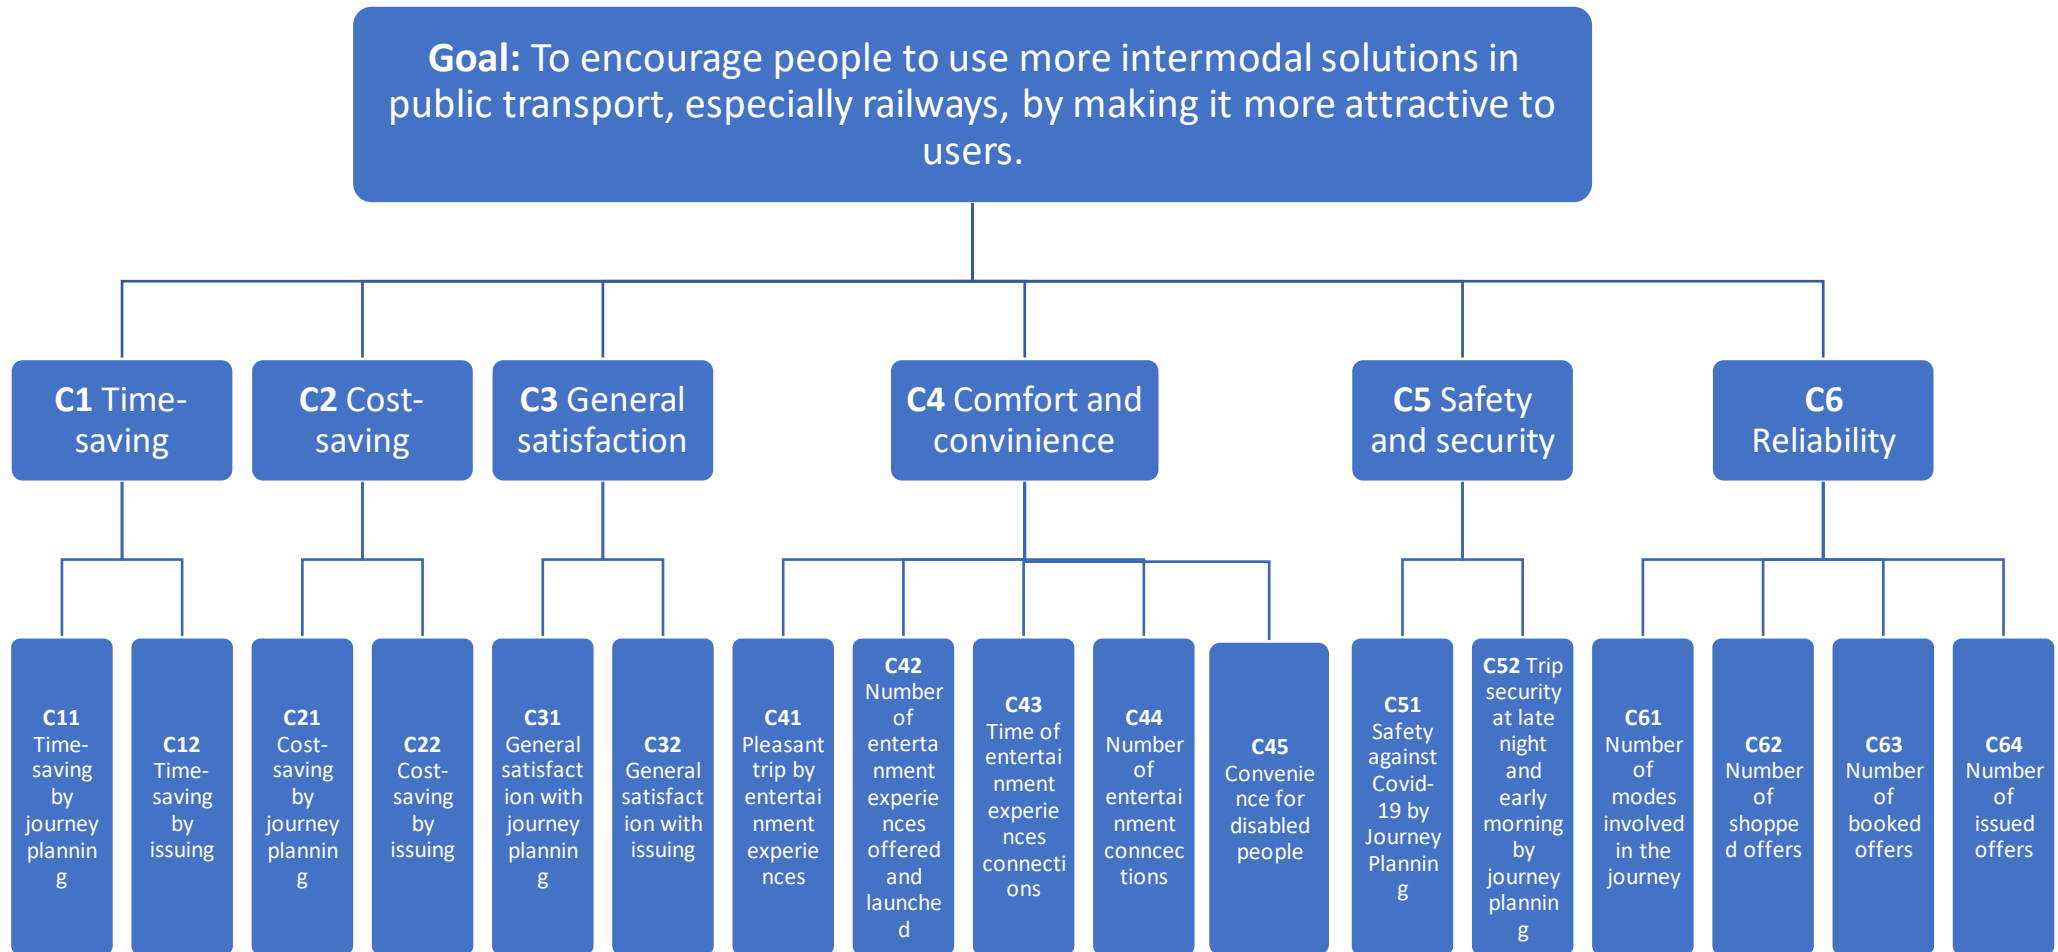 Goal: To encourage people to use more intermodal solutions in
public transport, especially railways, by making it more attractive to
users.
C1 Time-
saving
C2 Cost-
saving
C3 General
satisfaction
C4 Comfort and
convinience
C5 Safety
and security
C6
Reliability
C11
Time-
saving
by
journey
plannin
g
C12
Time-
saving
by
issuing
C21
Cost-
saving
by
journey
plannin
g
C22
Cost-
saving
by
issuing
C31
General
satisfact
ion with
journey
plannin
g
C32
General
satisfact
ion with
issuing
C41
Pleasant
trip by
entertai
nment
experie
nces
C42
Number
of
enterta
nment
experie
nces
offered
and
launche
d
C43
Time of
entertai
nment
experie
nces
connecti
ons
C44
Number
of
entertai
nment
conncec
tions
C45
Convenie
nce for
disabled
people
C51
Safety
against
Covid-
19 by
Journey
Plannin
g
C52 Trip
security
at late
night
and
early
morning
by
journey
plannin
g
C61
Number
of
modes
involved
in the
journey
C62
Number
of
shoppe
d offers
C63
Number
of
booked
offers
C64
Number
of
issued
offers